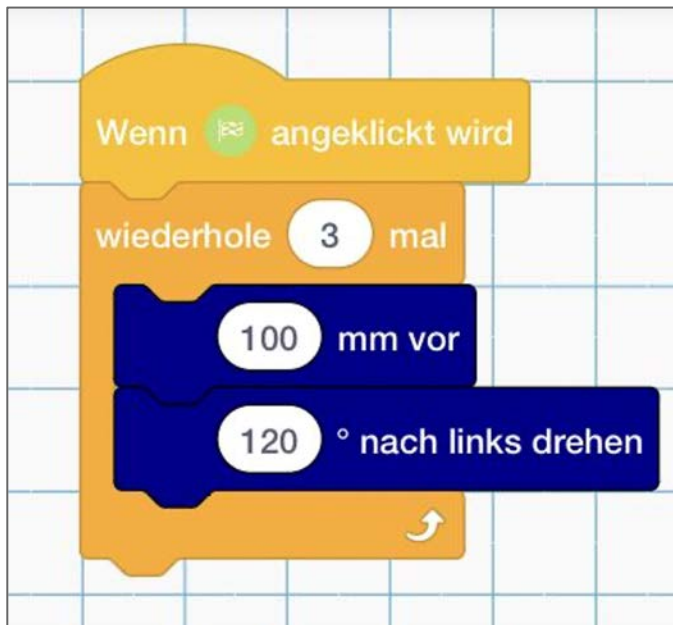 Wenn angeklickt wird
wiederhole 3 mal
100 mm vor
120 ° nach links drehen